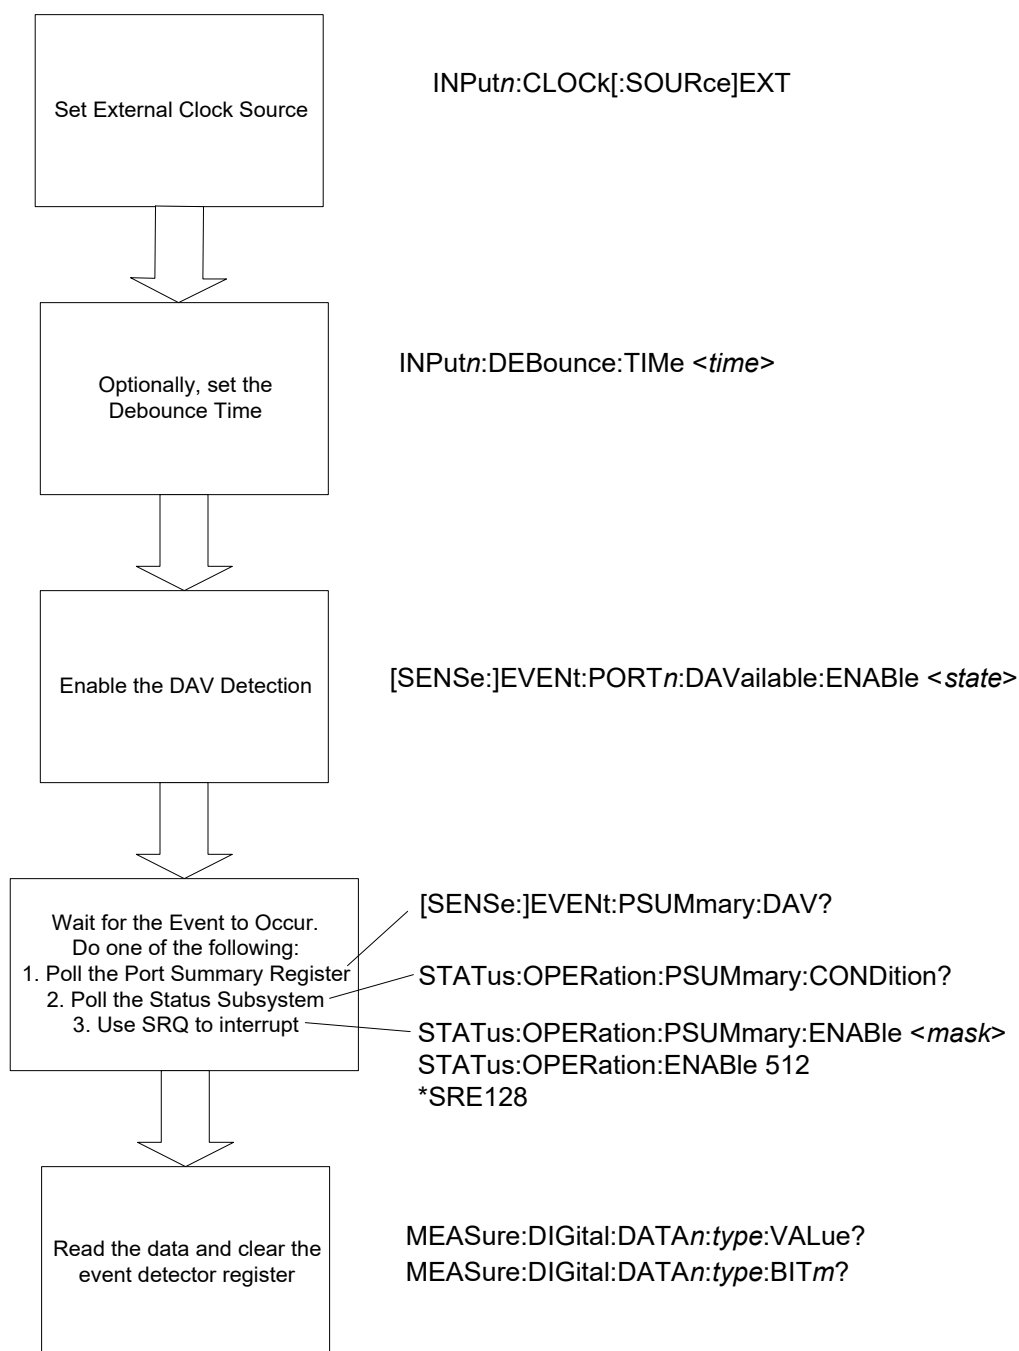 Set External Clock Source
INPutn:CLOCk[:SOURce]EXT
Optionally, set the
Debounce Time
INPutn:DEBounce:TIMe <time>
Enable the DAV Detection
[SENSe:]EVENt:PORTn:DAVailable:ENABle <state>
Wait for the Event to Occur.
Do one of the following:
1. Poll the Port Summary Register
2. Poll the Status Subsystem
3. Use SRQ to interrupt
[SENSe:]EVENt:PSUMmary:DAV?
STATus:OPERation:PSUMmary:CONDition?
STATus:OPERation:PSUMmary:ENABle <mask>
STATus:OPERation:ENABle 512
*SRE128
Read the data and clear the
event detector register
MEASure:DIGital:DATAn:type:VALue?
MEASure:DIGital:DATAn:type:BITm?